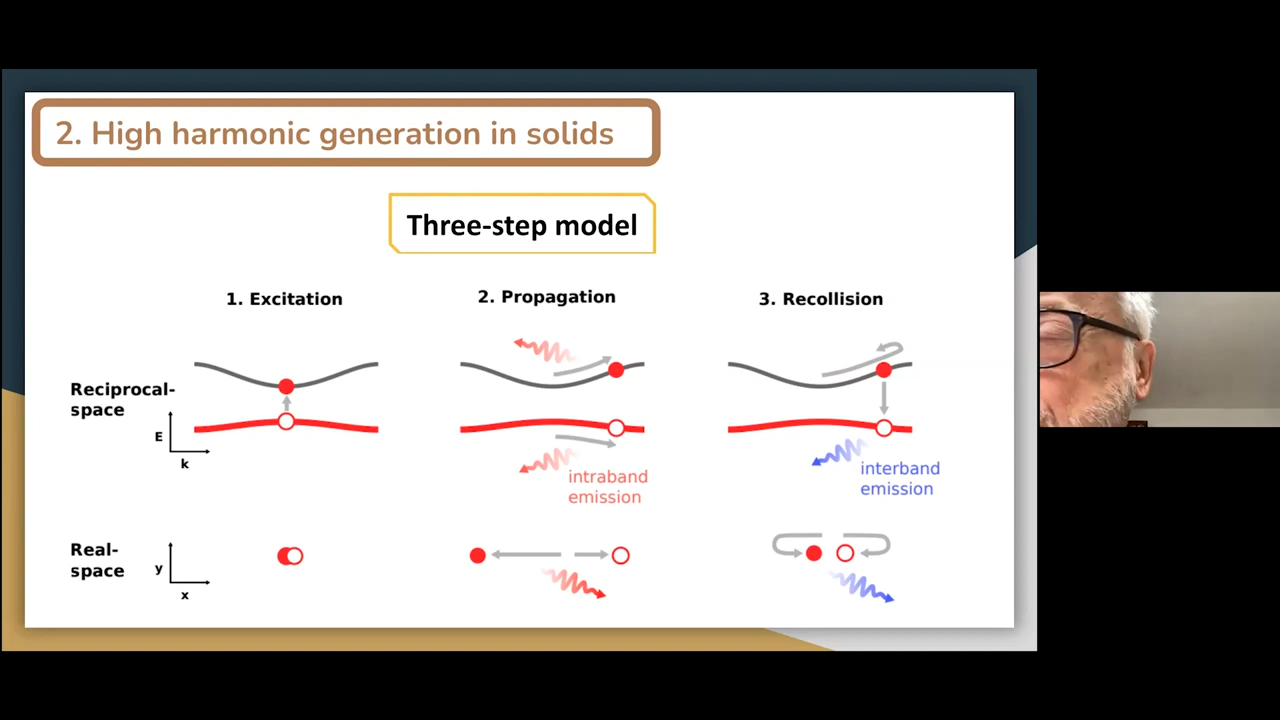 2. High harmonic generation in solids
Three-step model
1. Excitation
2. Propagation
3. Recollision
Reciprocal-
space
E
k
intraband
emission
interband
emission
Real-
space
y
x